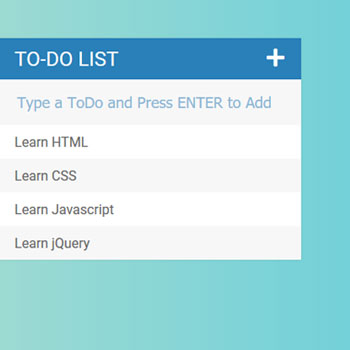 TO-DO LIST
Type a ToDo and Press ENTER to Add
Learn HTML
Learn CSS
Learn Javascript
Learn jQuery